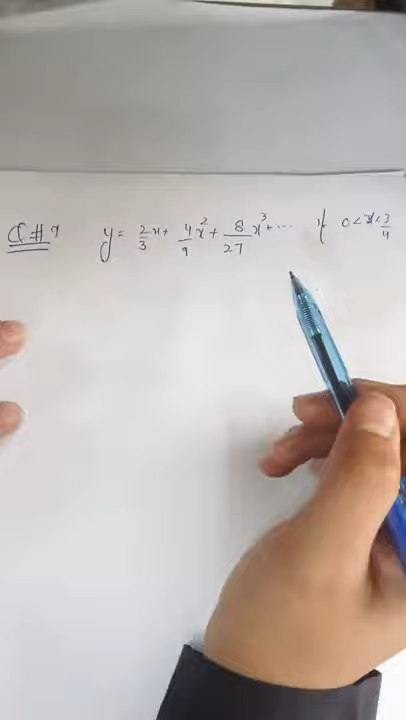 Q # 9 y = 2/3 x + 4/9 x² + 8/27 x³ + ... if 0 < x < 3/4